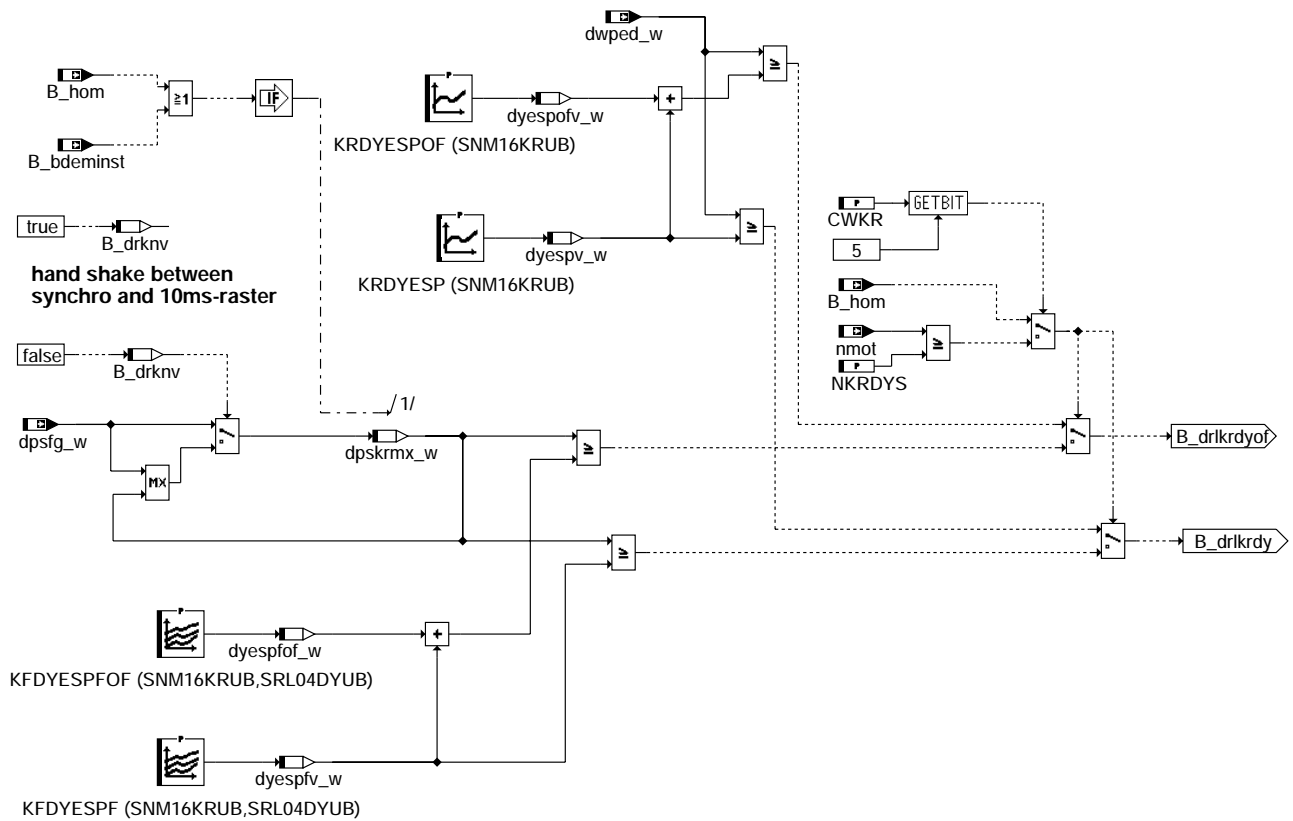 dwped_w
B_hom
≥1
IF
P
dyespofv_w
+
KRDYESPOF (SNM16KRUB)
B_bdeminst
true
B_drknv
P
dyespv_w
KRDYESP (SNM16KRUB)
P
GETBIT
CWKR
5
hand shake between
synchro and 10ms-raster
B_hom
nmot
P
NKRDYS
false
B_drknv
/ 1/
dpsfg_w
dpskrmx_w
MX
B_drlkrdyof
B_drlkrdy
P
dyespfof_w
+
KFDYESPFOF (SNM16KRUB,SRL04DYUB)
P
dyespfv_w
KFDYESPF (SNM16KRUB,SRL04DYUB)